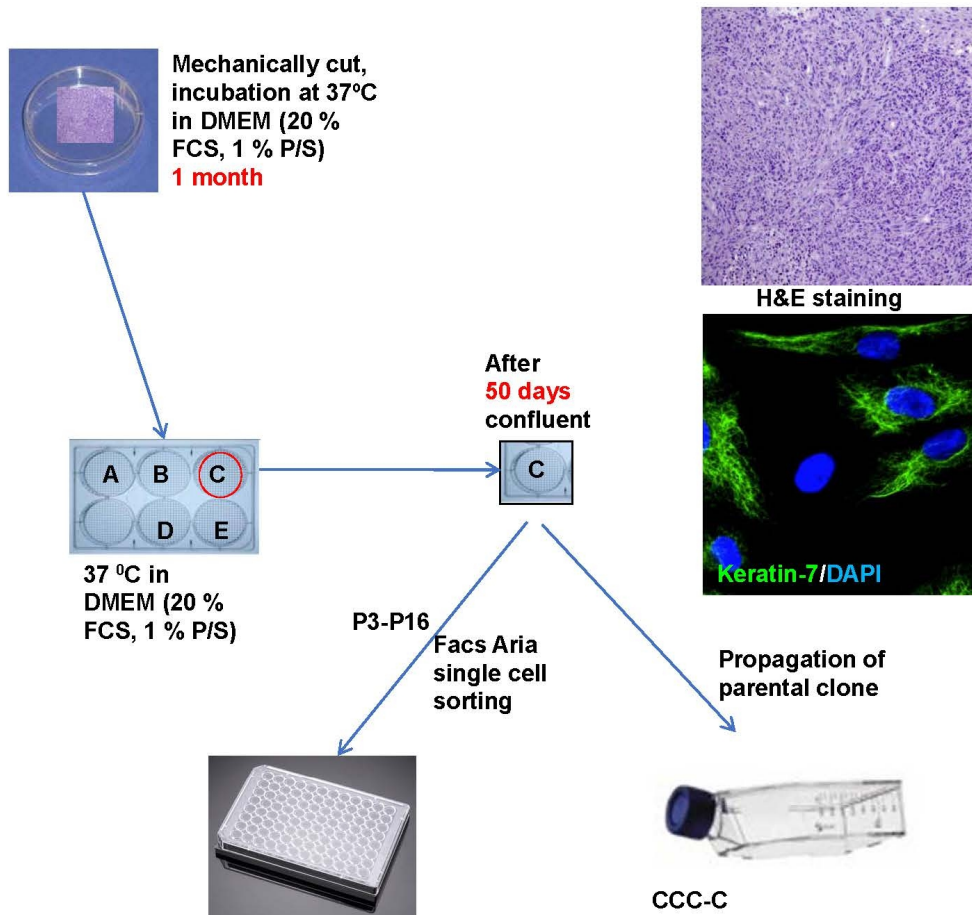 Mechanically cut,
incubation at 37ºC
in DMEM (20 %
FCS, 1 % P/S)
1 month
H&E staining
After
50 days
confluent
A B C
C
D E
Keratin-7/DAPI
37 ⁰C in
DMEM (20 %
FCS, 1 % P/S)
P3-P16
Facs Aria
single cell
sorting
Propagation of
parental clone
CCC-C